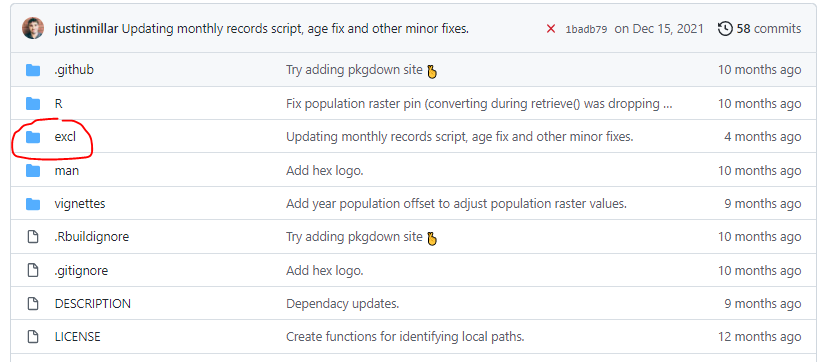 justinmillar Updating monthly records script, age fix and other minor fixes. 1badb79 on Dec 15, 2021 58 commits
.github Try adding pkgdown site 10 months ago
R Fix population raster pin (converting during retrieve() was dropping ... 10 months ago
excl Updating monthly records script, age fix and other minor fixes. 4 months ago
man Add hex logo. 10 months ago
vignettes Add year population offset to adjust population raster values. 9 months ago
.Rbuildignore Try adding pkgdown site 10 months ago
.gitignore Add hex logo. 10 months ago
DESCRIPTION Dependacy updates. 9 months ago
LICENSE Create functions for identifying local paths. 12 months ago